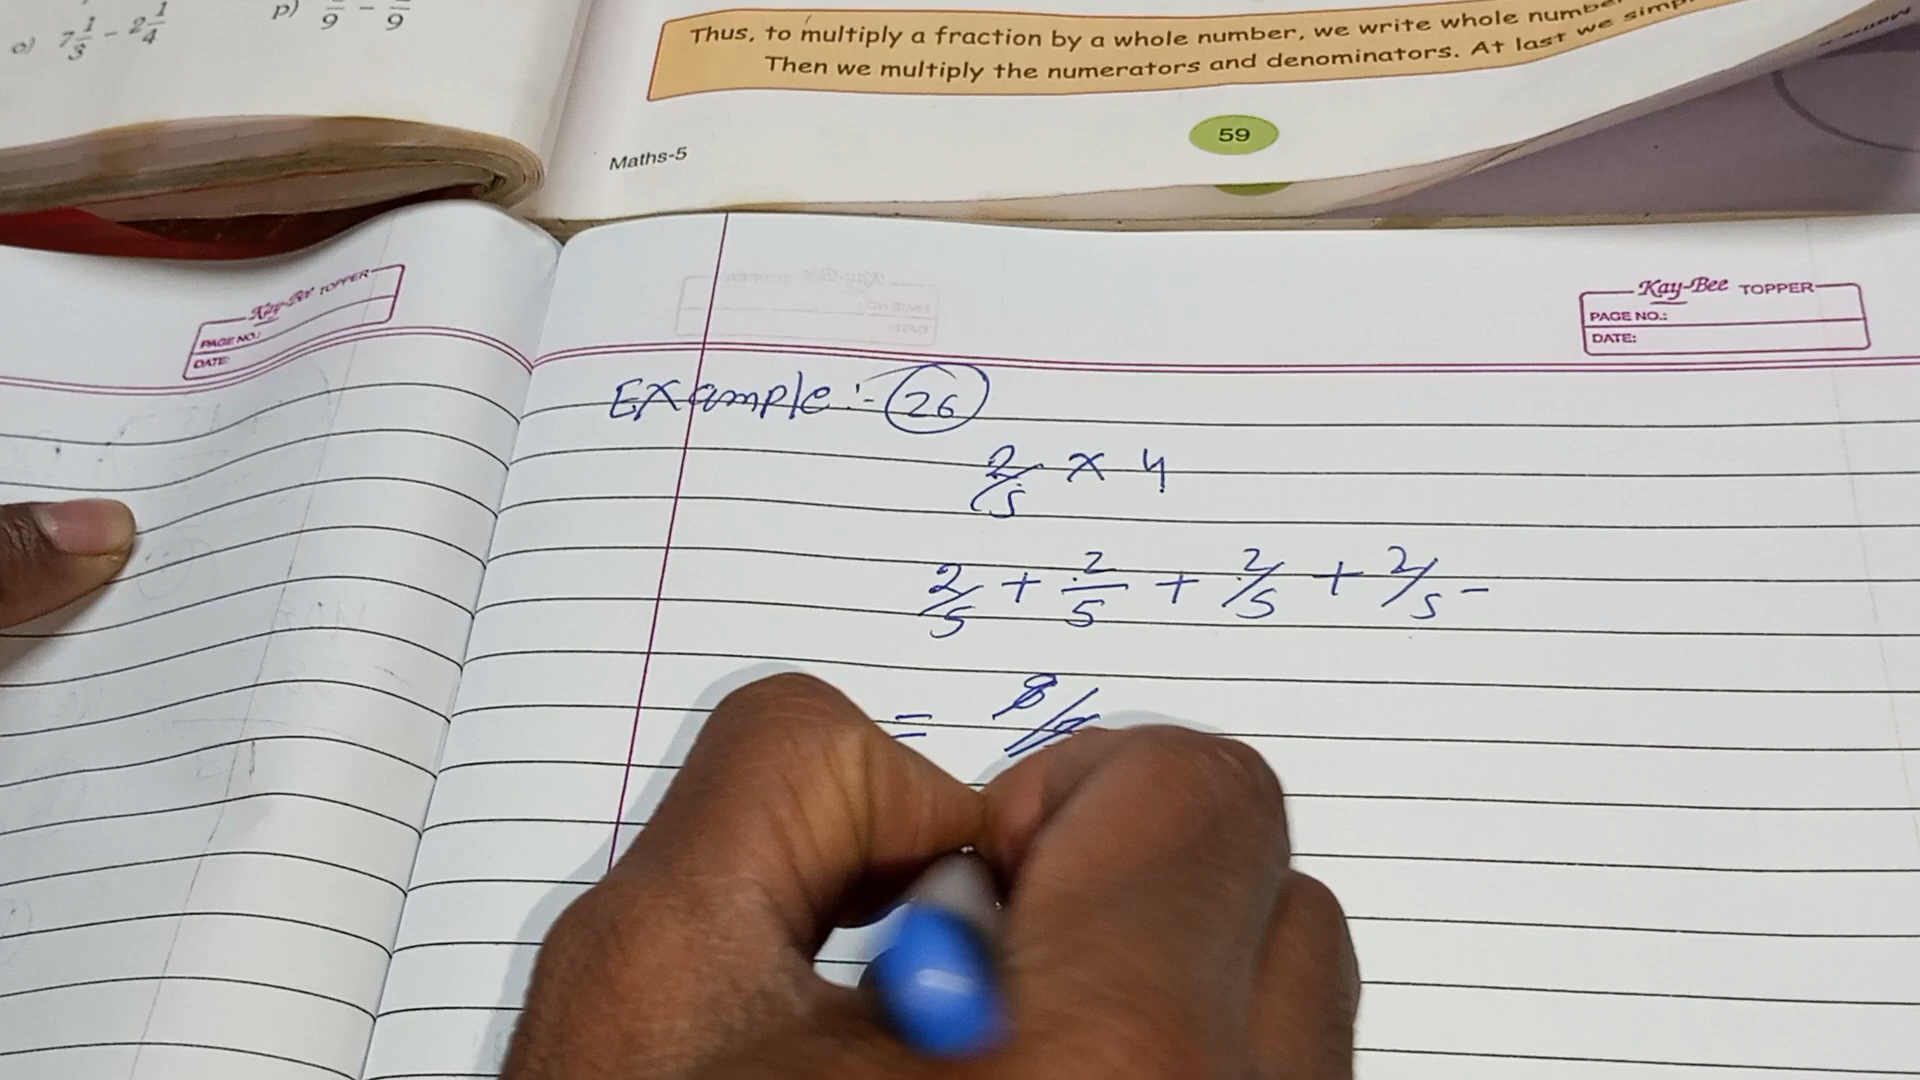 o) 7 1/3 - 2 1/4
p) /9 - /9
Thus, to multiply a fraction by a whole number, we write whole
Then we multiply the numerators and denominators. At last we
59
Maths-5
Kay-Bee TOPPER
PAGE NO.:
DATE:
Kay-Bee TOPPER
PAGE NO.:
DATE:
Example :- 26
2/5 × 4
2/5 + 2/5 + 2/5 + 2/5 -
= 8/